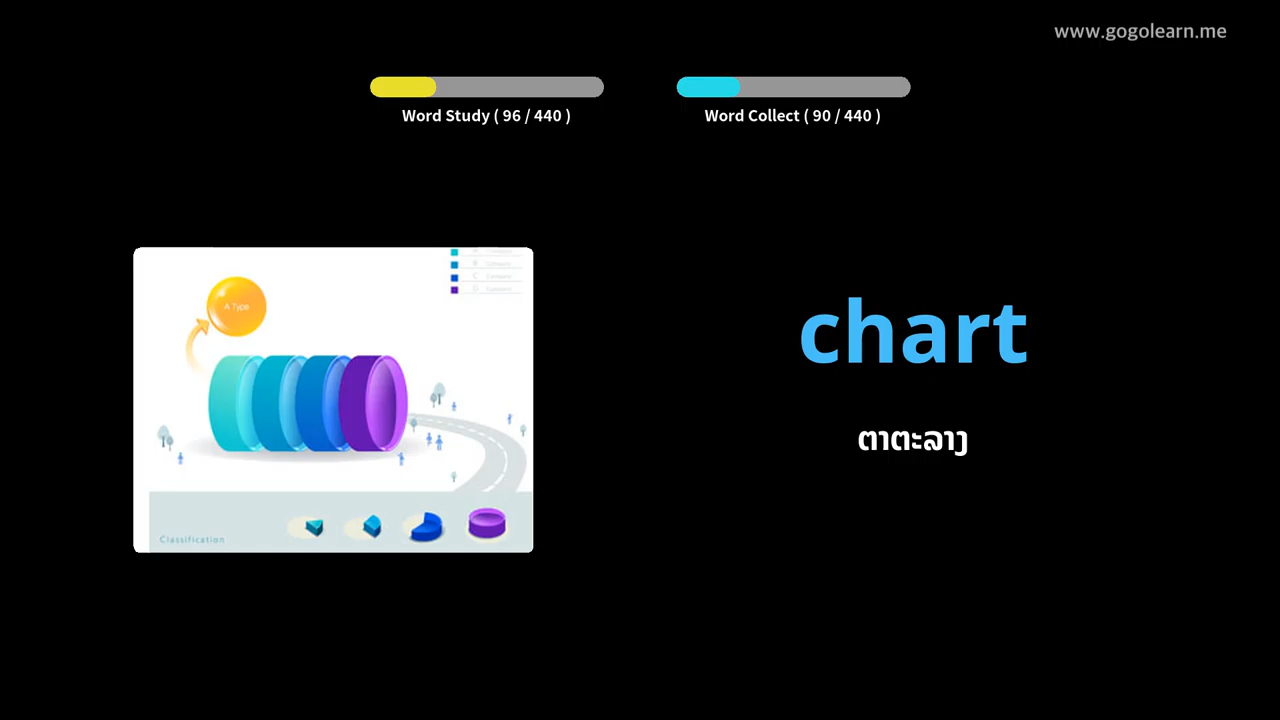 www.gogolearn.me
Word Study ( 96 / 440 )
Word Collect ( 90 / 440 )
A Type
Classification
chart
ຕາຕະລາງ